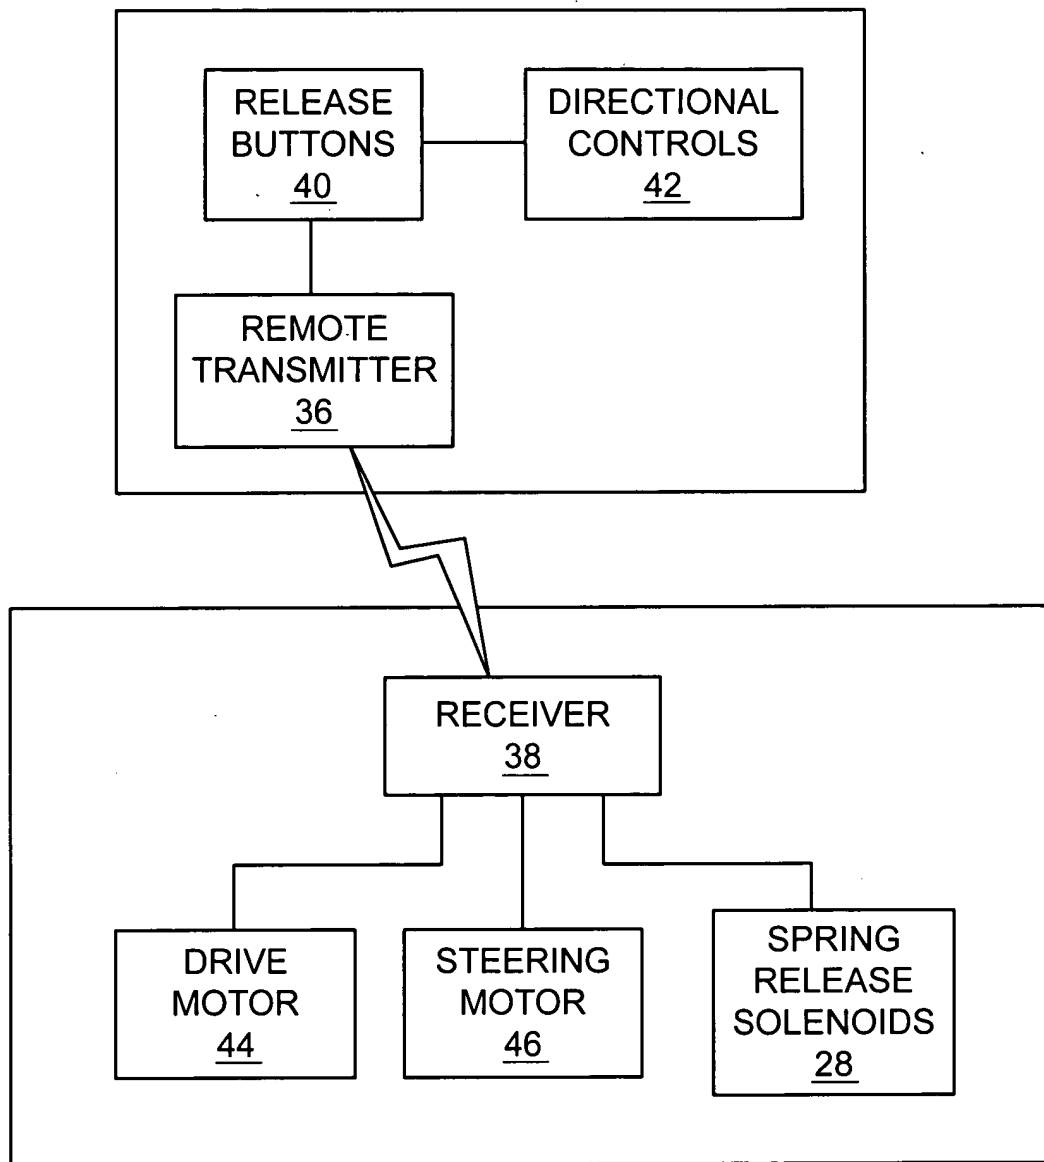 RELEASE
BUTTONS
40
DIRECTIONAL
CONTROLS
42
REMOTE
TRANSMITTER
36
RECEIVER
38
DRIVE
MOTOR
44
STEERING
MOTOR
46
SPRING
RELEASE
SOLENOIDS
28